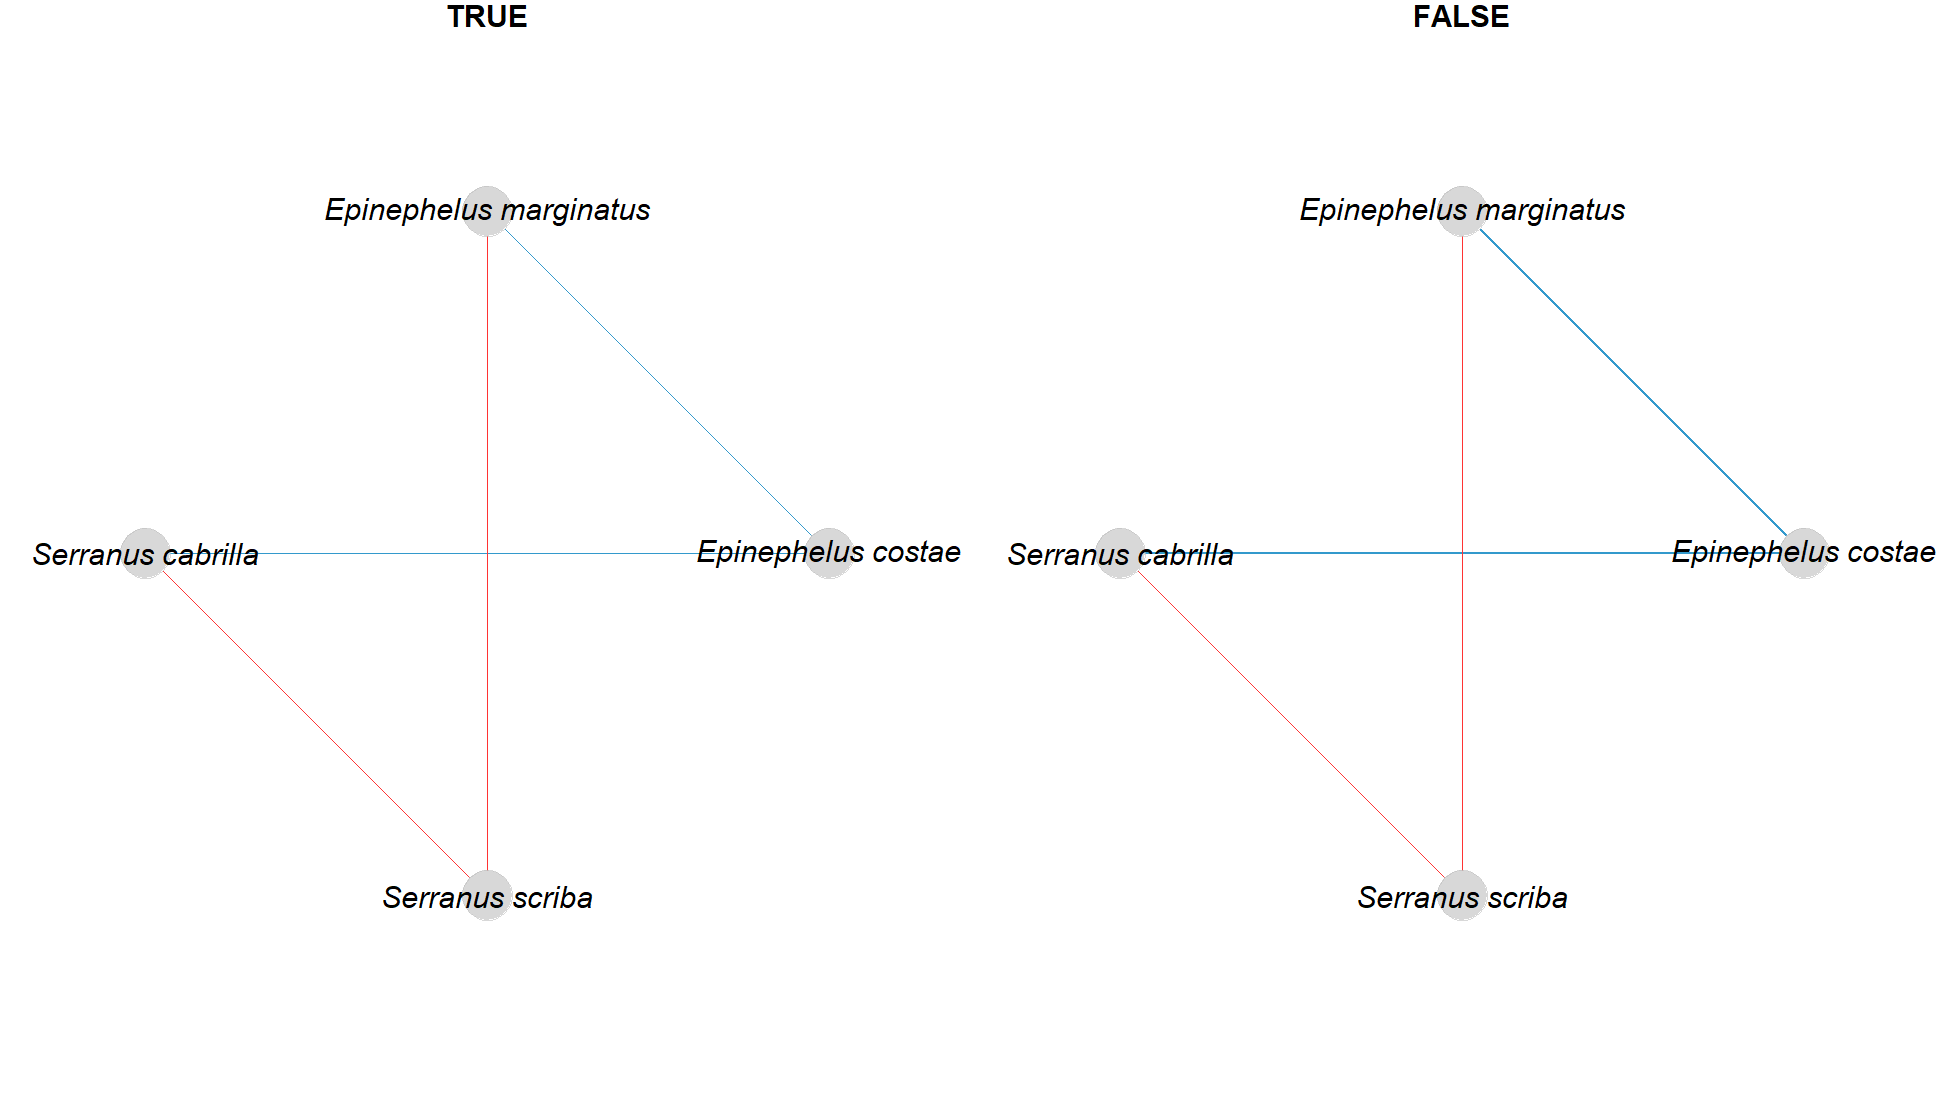 TRUE
Epinephelus marginatus
Serranus cabrilla
Epinephelus costae
Serranus scriba
FALSE
Epinephelus marginatus
Serranus cabrilla
Epinephelus costae
Serranus scriba